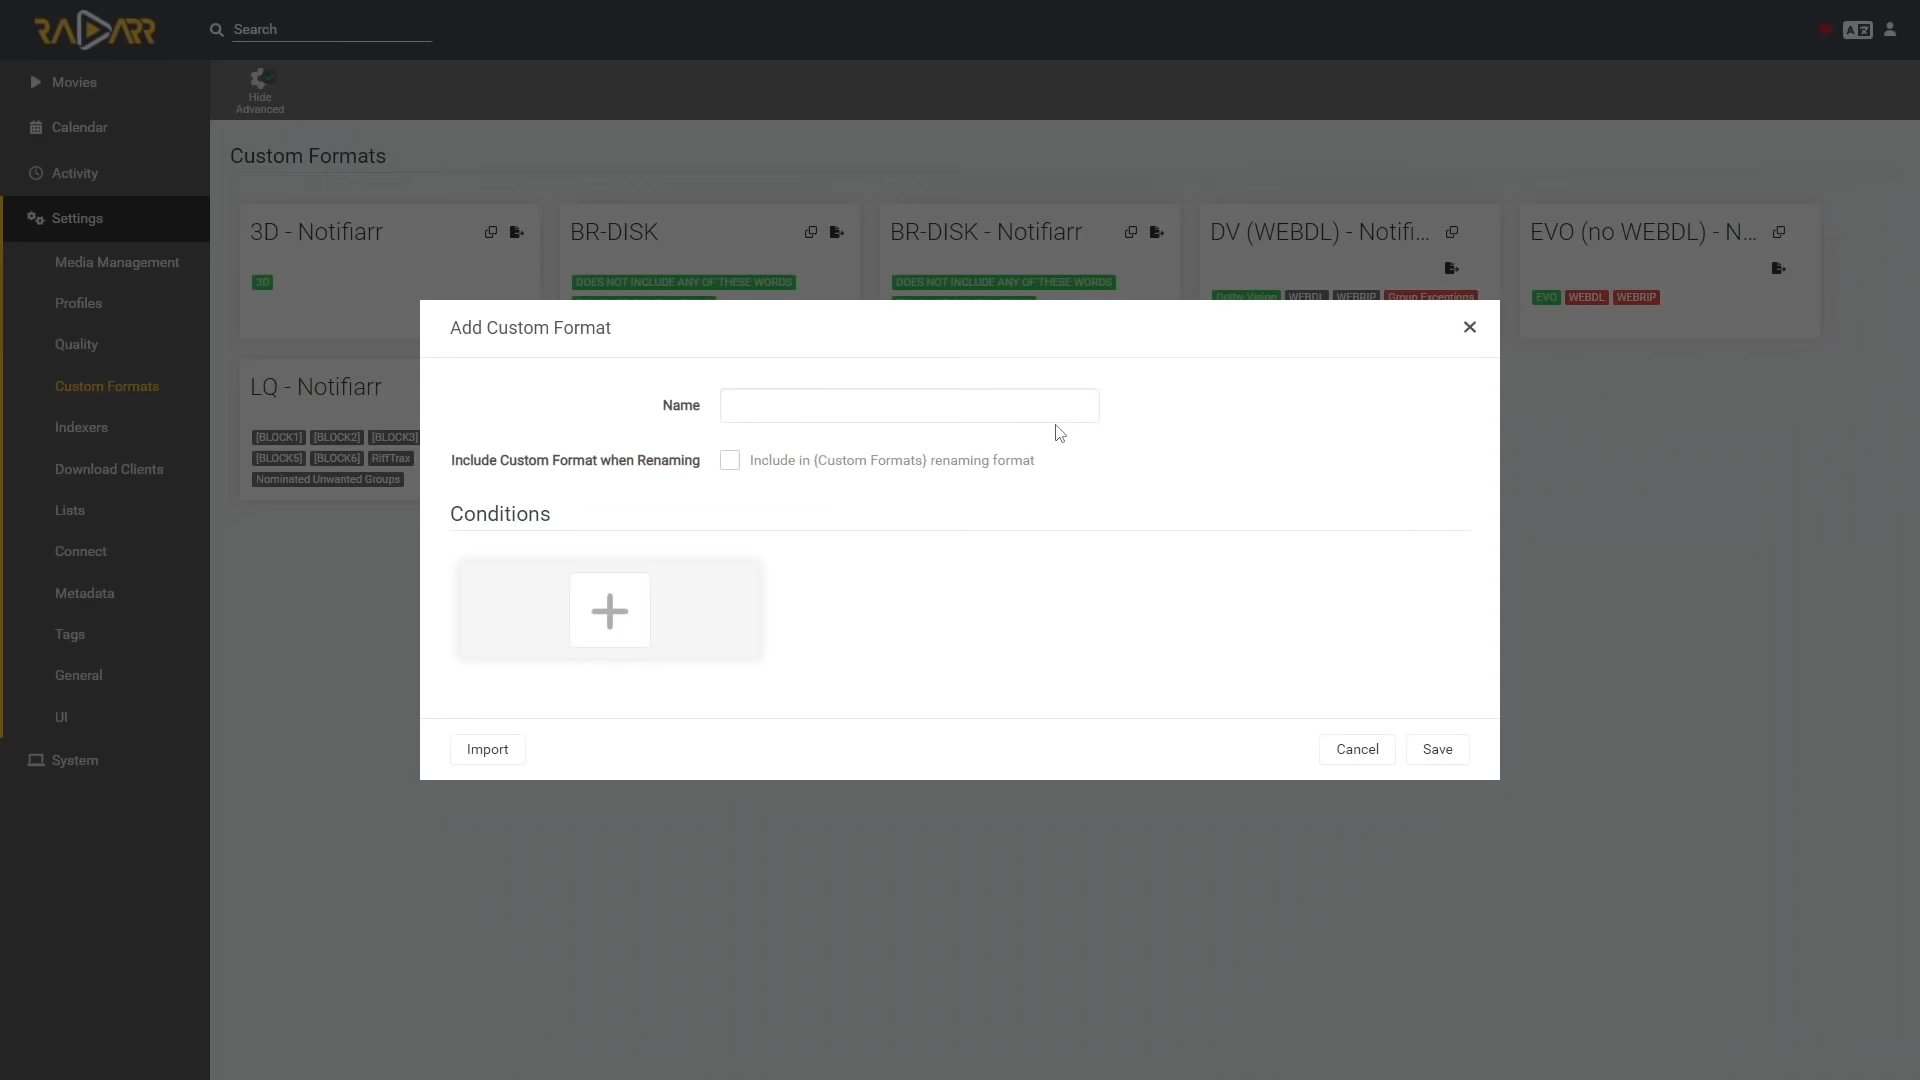 RADARR
Search
Movies
Calendar
Activity
Settings
Media Management
Profiles
Quality
Custom Formats
Indexers
Download Clients
Lists
Connect
Metadata
Tags
General
UI
System
Hide
Advanced
Custom Formats
3D - Notifiarr
3D
BR-DISK
DOES NOT INCLUDE ANY OF THESE WORDS
BR-DISK - Notifiarr
DOES NOT INCLUDE ANY OF THESE WORDS
DV (WEBDL) - Notifi...
Dolby Vision WEBDL WEBRIP Group Exceptions
EVO (no WEBDL) - N...
EVO WEBDL WEBRIP
LQ - Notifiarr
[BLOCK1] [BLOCK2] [BLOCK3]
[BLOCK5] [BLOCK6] RiffTrax
Nominated Unwanted Groups
Add Custom Format
Name
Include Custom Format when Renaming
Include in {Custom Formats} renaming format
Conditions
Import
Cancel
Save